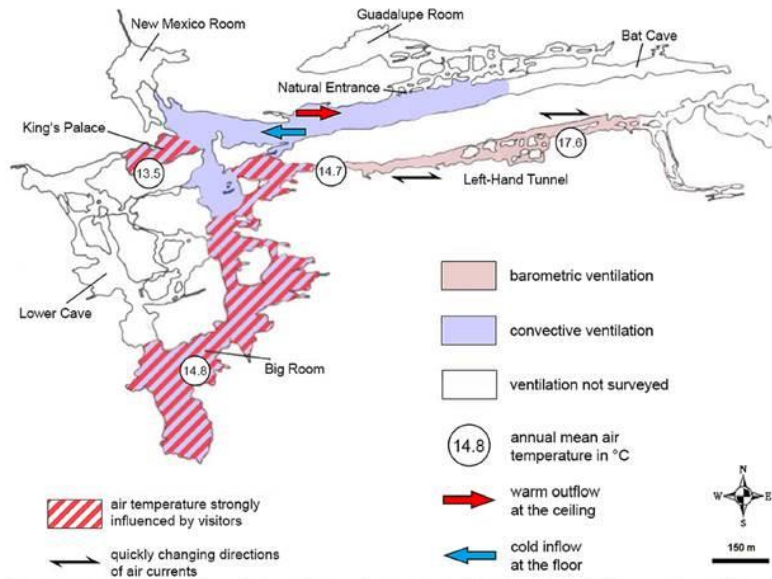 New Mexico Room
Guadalupe Room
Bat Cave
Natural Entrance
King's Palace
13.5
14.7
17.6
Left-Hand Tunnel
Lower Cave
Big Room
14.8
barometric ventilation
convective ventilation
ventilation not surveyed
14.8
annual mean air
temperature in °C
air temperature strongly
influenced by visitors
warm outflow
at the ceiling
quickly changing directions
of air currents
cold inflow
at the floor
N
W
E
S
150 m